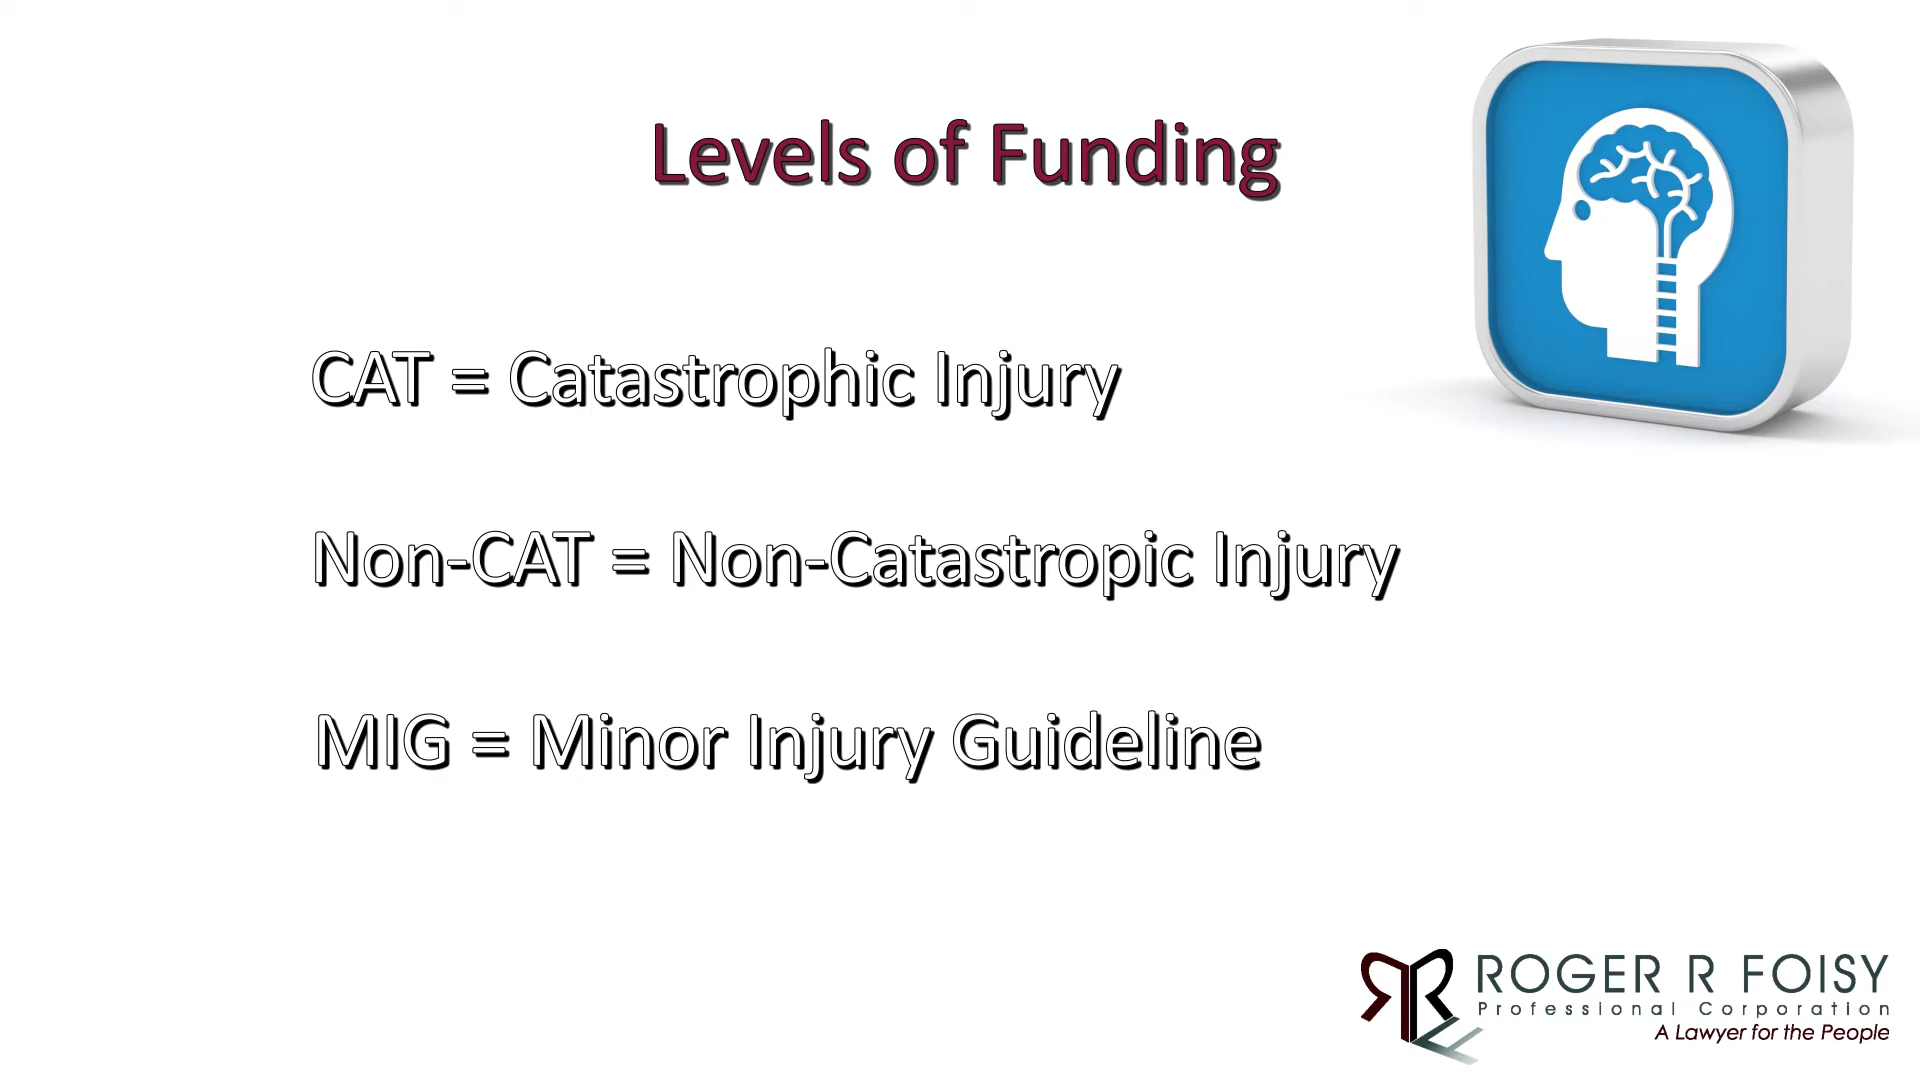 Levels of Funding
CAT = Catastrophic Injury
Non-CAT = Non-Catastropic Injury
MIG = Minor Injury Guideline
ROGER R FOISY
Professional Corporation
A Lawyer for the People